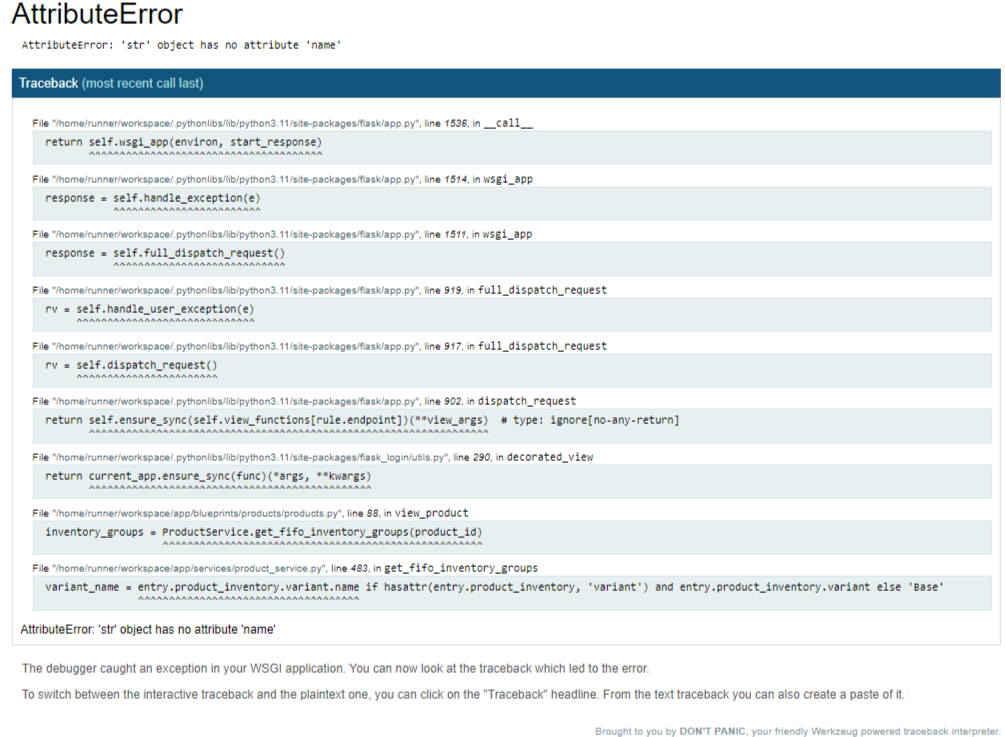 AttributeError
AttributeError: 'str' object has no attribute 'name'
Traceback (most recent call last)
File "/home/runner/workspace/.pythonlibs/lib/python3.11/site-packages/flask/app.py", line 1536, in __call__
return self.wsgi_app(environ, start_response)
^^^^^^^^^^^^^^^^^^^^^^^^^^^^^^^^^^^^^^
File "/home/runner/workspace/.pythonlibs/lib/python3.11/site-packages/flask/app.py", line 1514, in wsgi_app
response = self.handle_exception(e)
^^^^^^^^^^^^^^^^^^^^^^^^
File "/home/runner/workspace/.pythonlibs/lib/python3.11/site-packages/flask/app.py", line 1511, in wsgi_app
response = self.full_dispatch_request()
^^^^^^^^^^^^^^^^^^^^^^^^^^^^
File "/home/runner/workspace/.pythonlibs/lib/python3.11/site-packages/flask/app.py", line 919, in full_dispatch_request
rv = self.handle_user_exception(e)
^^^^^^^^^^^^^^^^^^^^^^^^^^^^^
File "/home/runner/workspace/.pythonlibs/lib/python3.11/site-packages/flask/app.py", line 917, in full_dispatch_request
rv = self.dispatch_request()
^^^^^^^^^^^^^^^^^^^^^^^
File "/home/runner/workspace/.pythonlibs/lib/python3.11/site-packages/flask/app.py", line 902, in dispatch_request
return self.ensure_sync(self.view_functions[rule.endpoint])(**view_args)  # type: ignore[no-any-return]
^^^^^^^^^^^^^^^^^^^^^^^^^^^^^^^^^^^^^^^^^^^^^^^^^^^^^^^^^^^^^^^^^
File "/home/runner/workspace/.pythonlibs/lib/python3.11/site-packages/flask_login/utils.py", line 290, in decorated_view
return current_app.ensure_sync(func)(*args, **kwargs)
^^^^^^^^^^^^^^^^^^^^^^^^^^^^^^^^^^^^^^^^^^^^^^
File "/home/runner/workspace/app/blueprints/products/products.py", line 88, in view_product
inventory_groups = ProductService.get_fifo_inventory_groups(product_id)
^^^^^^^^^^^^^^^^^^^^^^^^^^^^^^^^^^^^^^^^^^^^^^^^^^^^
File "/home/runner/workspace/app/services/product_service.py", line 483, in get_fifo_inventory_groups
variant_name = entry.product_inventory.variant.name if hasattr(entry.product_inventory, 'variant') and entry.product_inventory.variant else 'Base'
^^^^^^^^^^^^^^^^^^^^^^^^^^^^^^^^^^^^
AttributeError: 'str' object has no attribute 'name'
The debugger caught an exception in your WSGI application. You can now look at the traceback which led to the error.
To switch between the interactive traceback and the plaintext one, you can click on the "Traceback" headline. From the text traceback you can also create a paste of it.
Brought to you by DON'T PANIC, your friendly Werkzeug powered traceback interpreter.